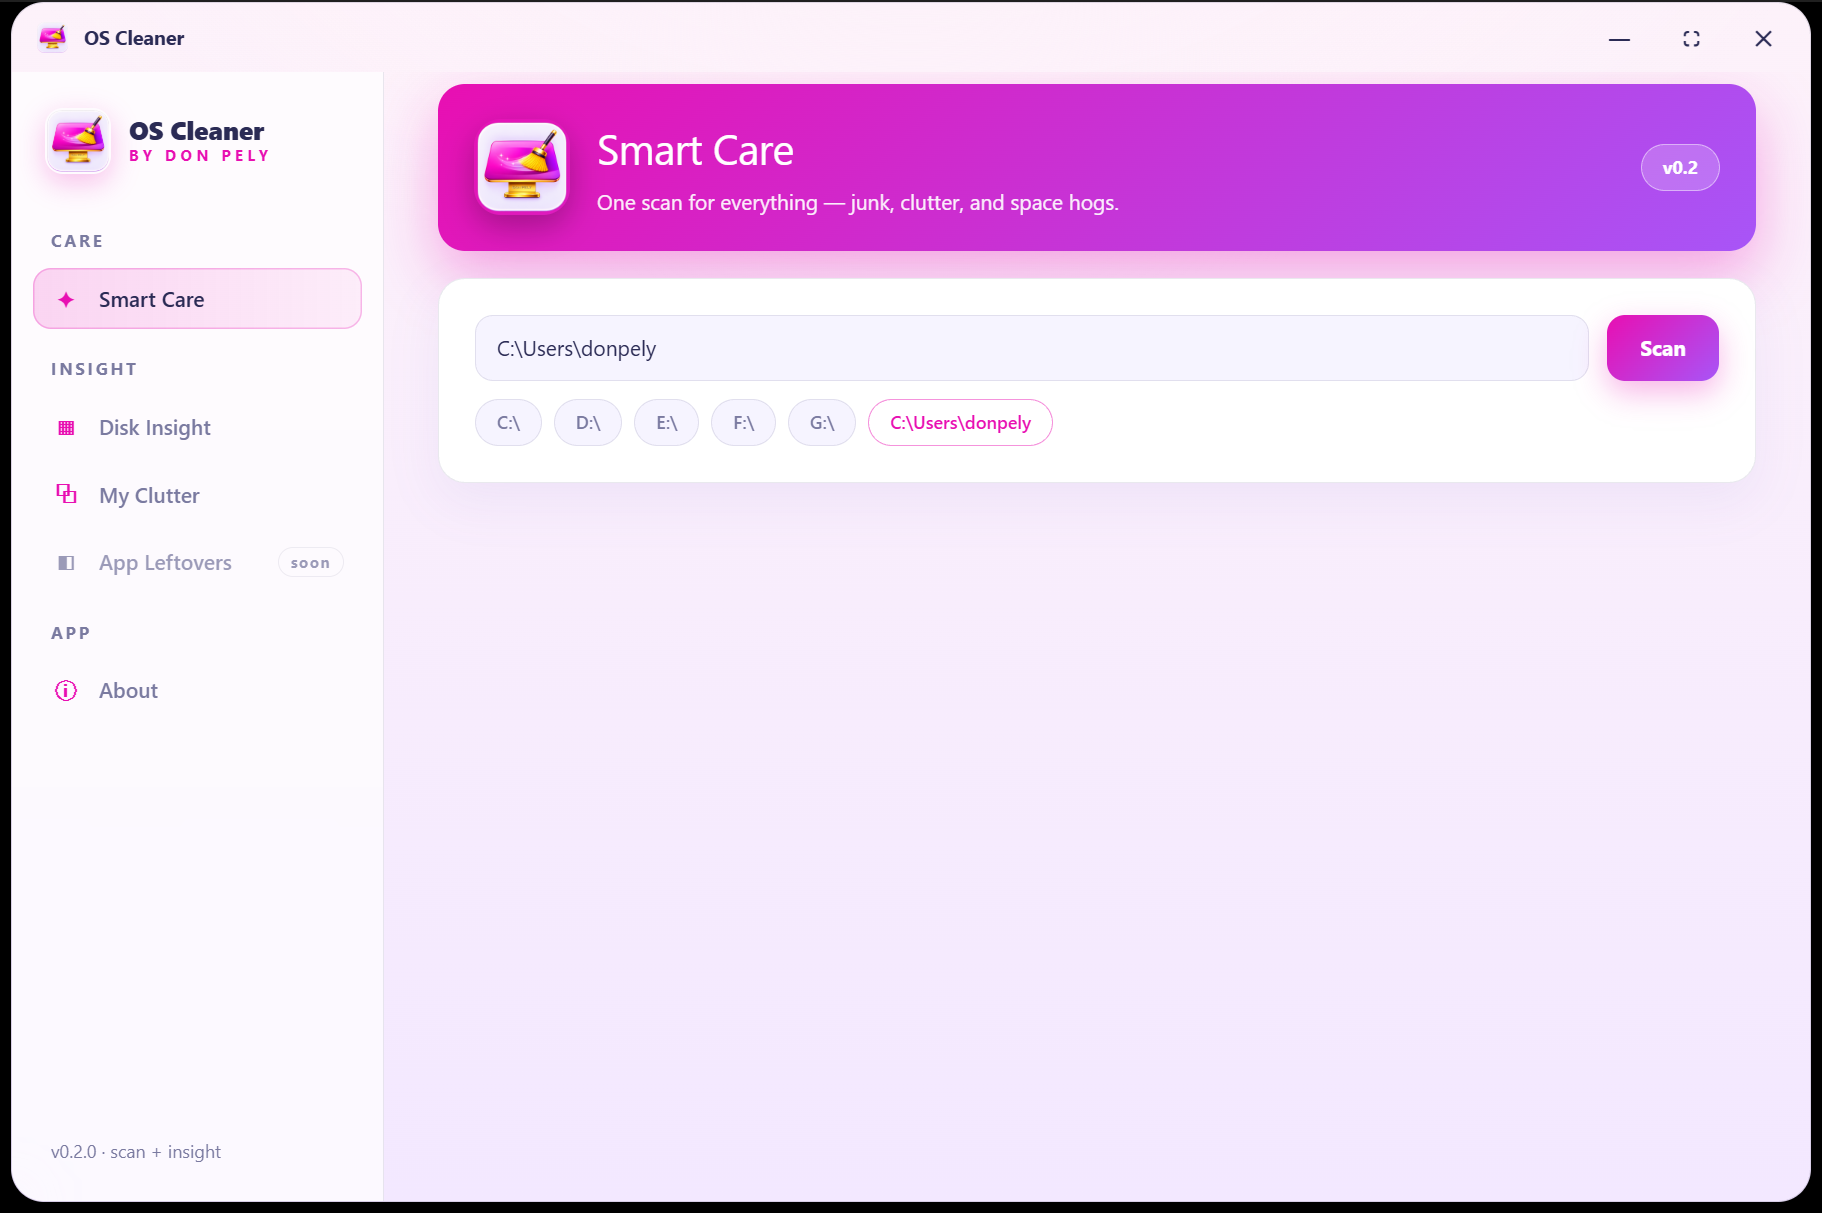 OS Cleaner
OS Cleaner
BY DON PELY
CARE
Smart Care
INSIGHT
Disk Insight
My Clutter
App Leftovers soon
APP
About
v0.2.0 · scan + insight
Smart Care
One scan for everything — junk, clutter, and space hogs.
v0.2
C:\Users\donpely
Scan
C:\ D:\ E:\ F:\ G:\ C:\Users\donpely